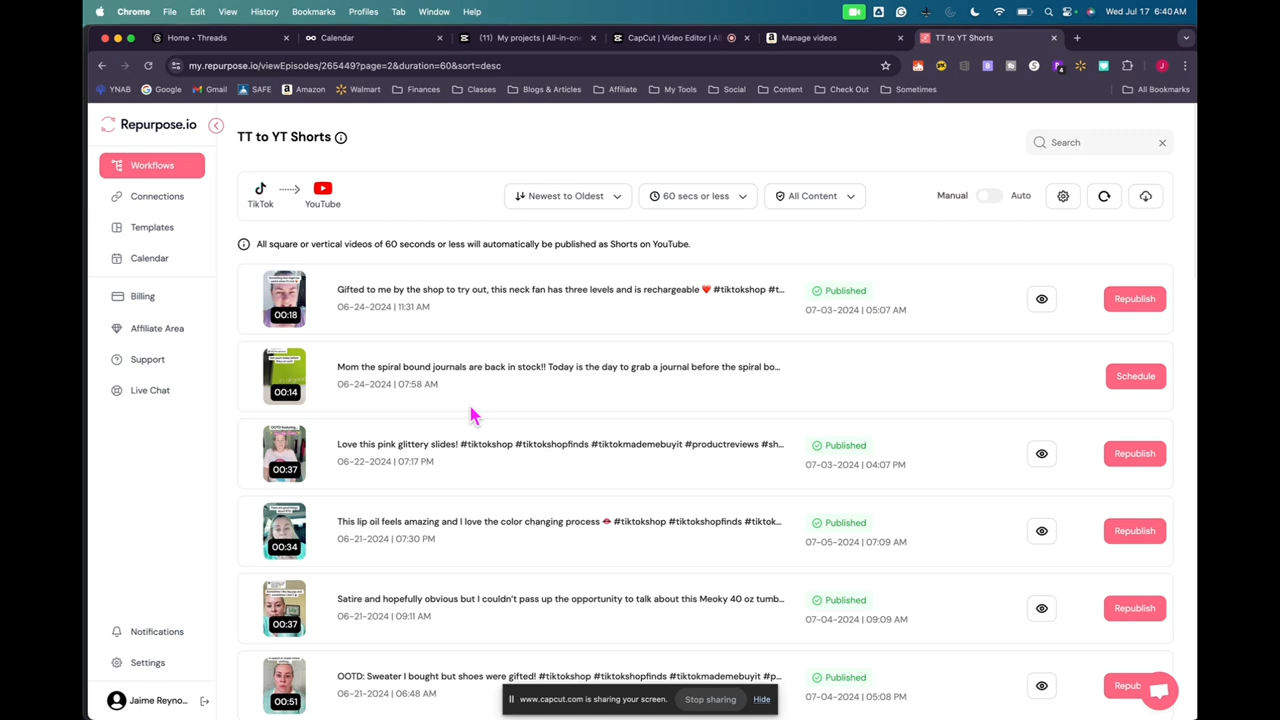 Chrome File Edit View History Bookmarks Profiles Tab Window Help Wed Jul 17 6:40 AM
Home • Threads Calendar (11) My projects | All-in-one CapCut | Video Editor | Manage videos TT to YT Shorts
my.repurpose.io/viewEpisodes/265449?page=2&duration=60&sort=desc
YNAB Google Gmail SAFE Amazon Walmart Finances Classes Blogs & Articles Affiliate My Tools Social Content Check Out Sometimes All Bookmarks
Repurpose.io
Workflows
Connections
Templates
Calendar
Billing
Affiliate Area
Support
Live Chat
Notifications
Settings
Jaime Reyno...
TT to YT Shorts
Search
TikTok YouTube
Newest to Oldest 60 secs or less All Content Manual Auto
All square or vertical videos of 60 seconds or less will automatically be published as Shorts on YouTube.
00:18
Gifted to me by the shop to try out, this neck fan has three levels and is rechargeable ❤️ #tiktokshop #t...
06-24-2024 | 11:31 AM
Published
07-03-2024 | 05:07 AM
Republish
00:14
Mom the spiral bound journals are back in stock!! Today is the day to grab a journal before the spiral bo...
06-24-2024 | 07:58 AM
Schedule
00:37
Love this pink glittery slides! #tiktokshop #tiktokshopfinds #tiktokmademebuyit #productreviews #sh...
06-22-2024 | 07:17 PM
Published
07-03-2024 | 04:07 PM
Republish
00:34
This lip oil feels amazing and I love the color changing process 👄 #tiktokshop #tiktokshopfinds #tiktok...
06-21-2024 | 07:30 PM
Published
07-05-2024 | 07:09 AM
Republish
00:37
Satire and hopefully obvious but I couldn't pass up the opportunity to talk about this Meoky 40 oz tumb...
06-21-2024 | 09:11 AM
Published
07-04-2024 | 09:09 AM
Republish
00:51
OOTD: Sweater I bought but shoes were gifted! #tiktokshop #tiktokshopfinds #tiktokmademebuyit #p...
06-21-2024 | 06:48 AM
Published
07-04-2024 | 05:08 PM
Repub
www.capcut.com is sharing your screen. Stop sharing Hide